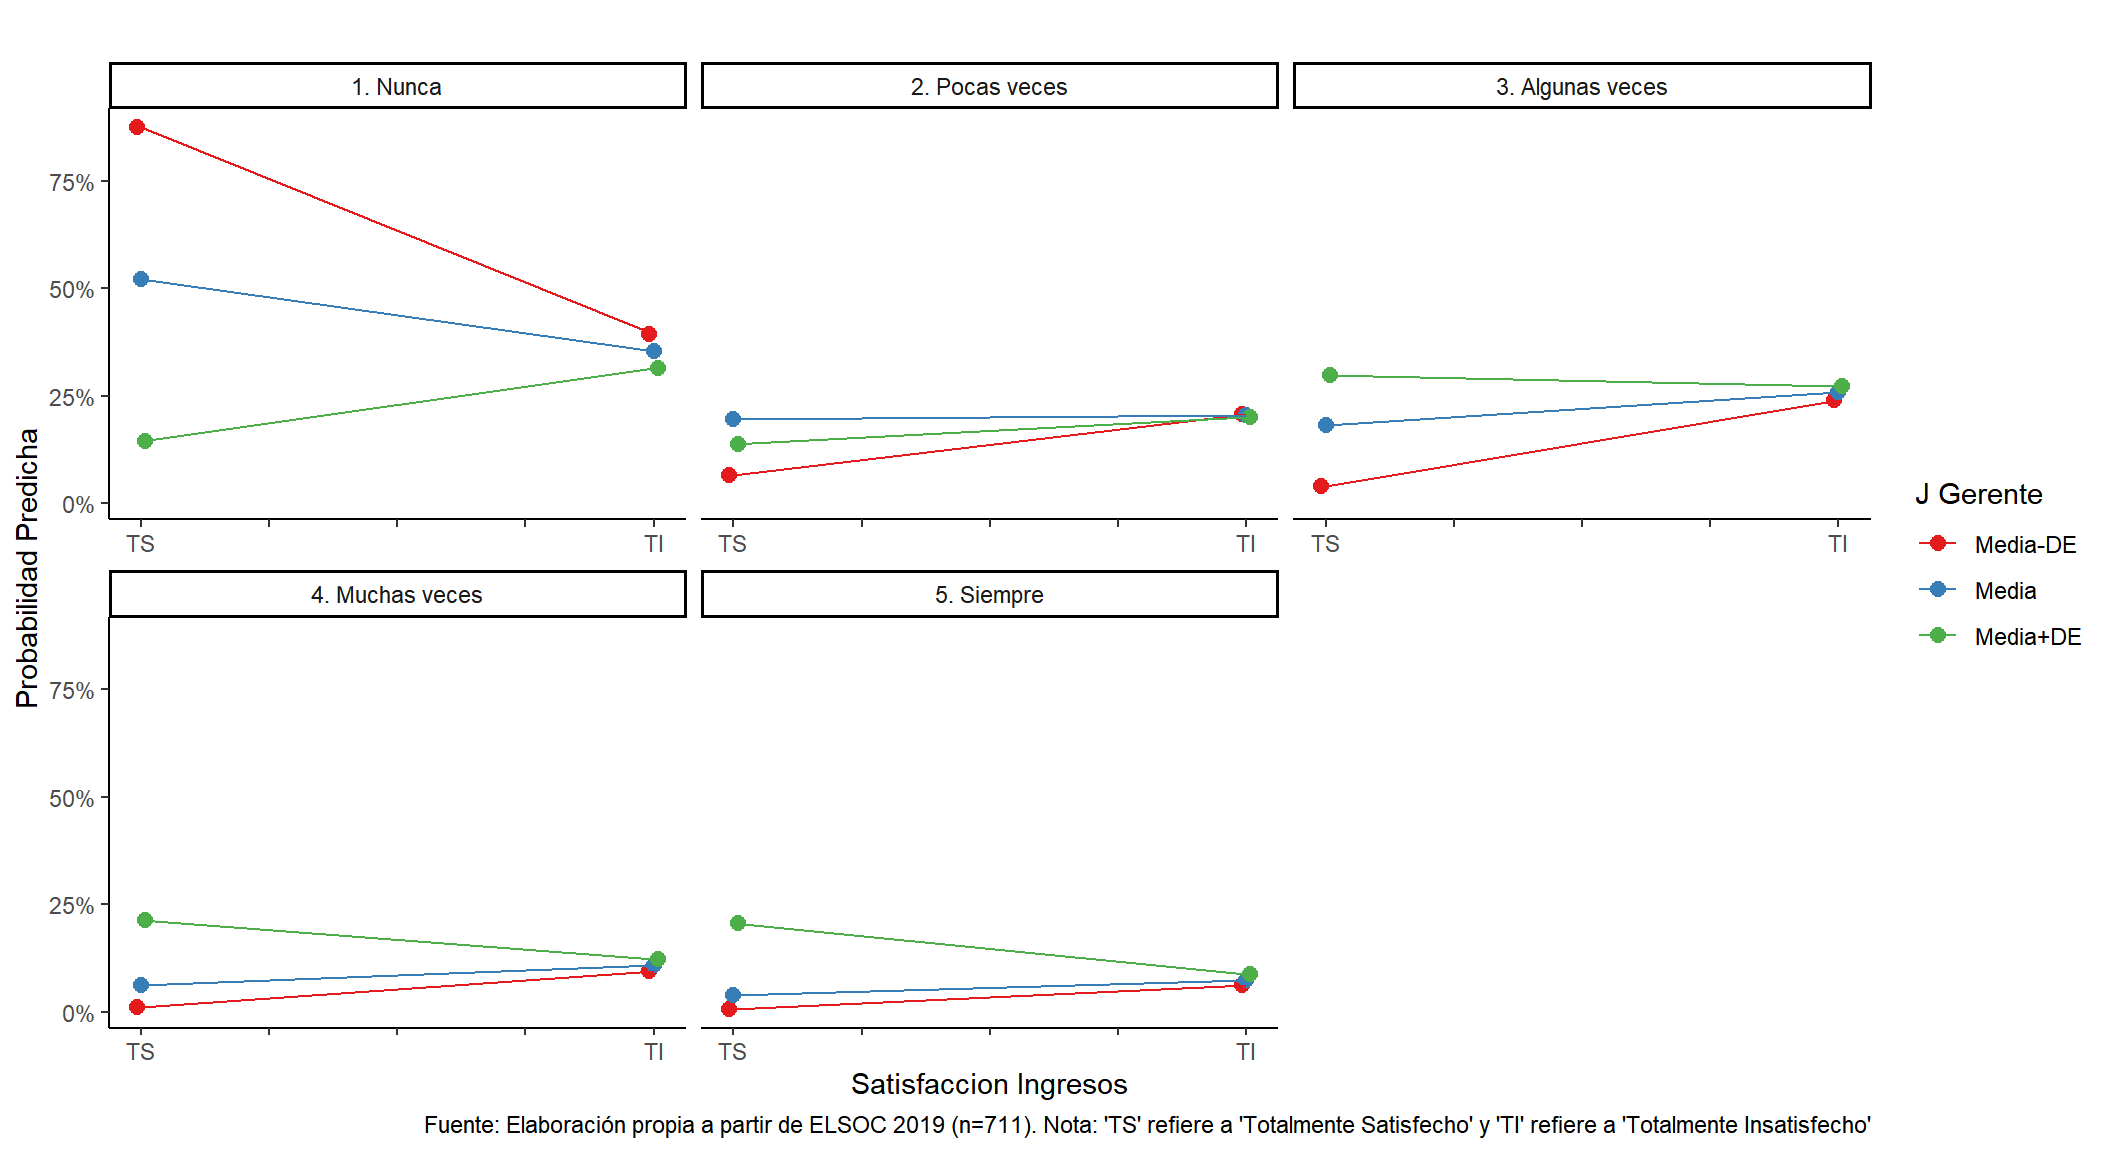 1. Nunca
2. Pocas veces
3. Algunas veces
75%
50%
25%
0%
TS
TI
TS
TI
TS
TI
4. Muchas veces
5. Siempre
75%
50%
25%
0%
TS
TI
TS
TI
Probabilidad Predicha
Satisfaccion Ingresos
J Gerente
Media-DE
Media
Media+DE
Fuente: Elaboración propia a partir de ELSOC 2019 (n=711). Nota: 'TS' refiere a 'Totalmente Satisfecho' y 'TI' refiere a 'Totalmente Insatisfecho'